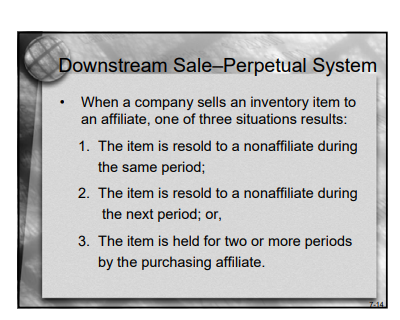 Downstream Sale–Perpetual System
• When a company sells an inventory item to
an affiliate, one of three situations results:
1. The item is resold to a nonaffiliate during
the same period;
2. The item is resold to a nonaffiliate during
the next period; or,
3. The item is held for two or more periods
by the purchasing affiliate.
7-14